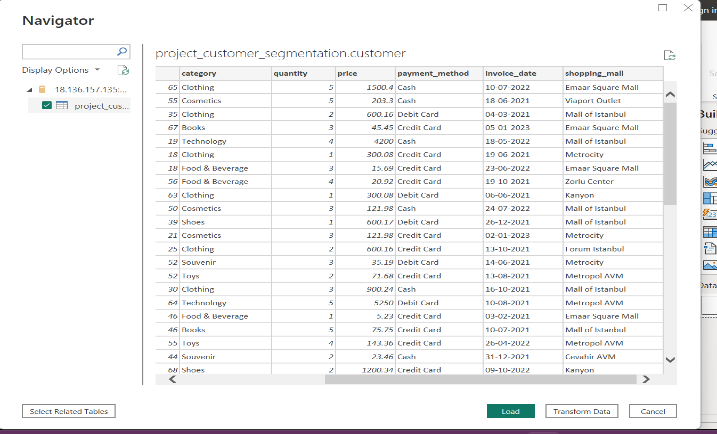 Navigator
project_customer_segmentation.customer
Display Options
18.136.157.135:...
project_cus...
category quantity price payment_method invoice_date shopping_mall
65 Clothing 5 1500.4 Cash 10-07-2022 Emaar Square Mall
55 Cosmetics 5 203.3 Cash 18-06-2021 Viaport Outlet
35 Clothing 2 600.16 Debit Card 04-03-2021 Mall of Istanbul
67 Books 3 45.45 Credit Card 05-01-2023 Emaar Square Mall
19 Technology 4 4200 Cash 18-05-2022 Mall of Istanbul
18 Clothing 1 300.08 Credit Card 19-06-2021 Metrocity
18 Food & Beverage 3 15.69 Credit Card 23-06-2022 Emaar Square Mall
56 Food & Beverage 4 20.92 Credit Card 19-10-2021 Zorlu Center
63 Clothing 1 300.08 Debit Card 06-06-2021 Kanyon
50 Cosmetics 3 121.98 Cash 24-07-2022 Mall of Istanbul
39 Shoes 1 600.17 Debit Card 26-12-2021 Mall of Istanbul
21 Cosmetics 3 121.98 Credit Card 02-01-2023 Metrocity
25 Clothing 2 600.16 Credit Card 13-10-2021 Forum Istanbul
52 Souvenir 3 35.19 Debit Card 14-06-2021 Metrocity
52 Toys 2 71.68 Credit Card 13-08-2021 Metropol AVM
30 Clothing 3 900.24 Cash 16-10-2021 Mall of Istanbul
64 Technology 5 5250 Debit Card 10-08-2021 Metropol AVM
46 Food & Beverage 1 5.23 Credit Card 03-02-2021 Emaar Square Mall
46 Books 5 75.75 Credit Card 10-07-2021 Mall of Istanbul
55 Toys 4 143.36 Credit Card 26-04-2022 Metropol AVM
44 Souvenir 2 23.46 Cash 31-12-2021 Cevahir AVM
68 Shoes 2 1200.34 Credit Card 09-10-2022 Kanyon
Select Related Tables
Load
Transform Data
Cancel
gn in
Buil
ugg
123
Data